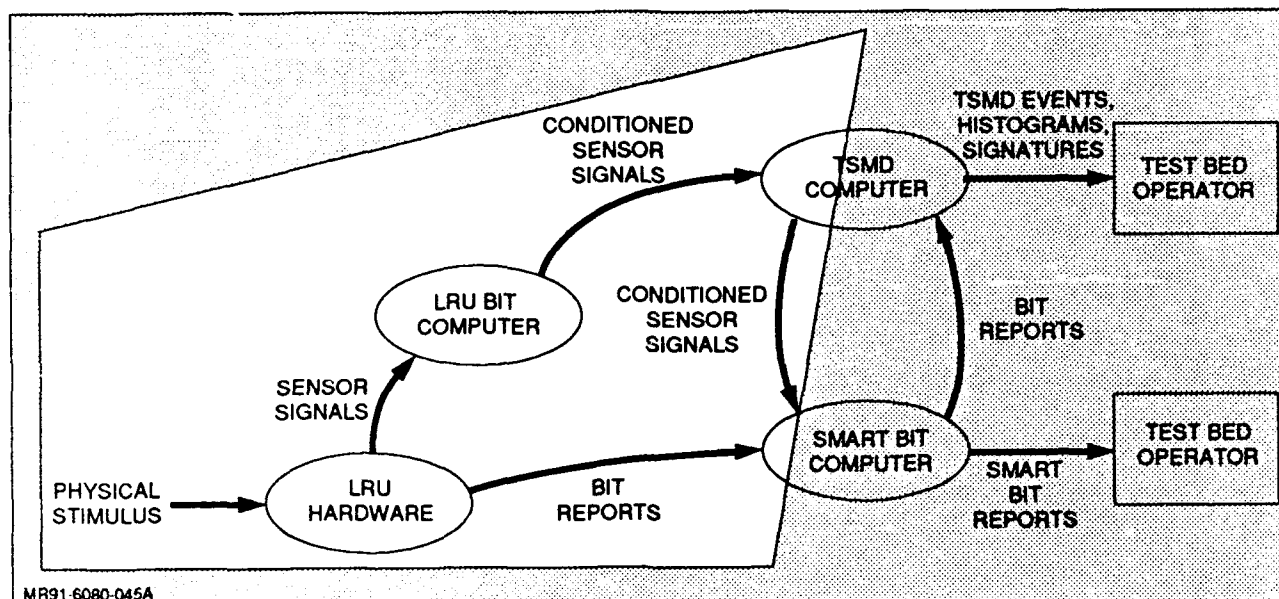 TSMD EVENTS,
HISTOGRAMS,
SIGNATURES
CONDITIONED
SENSOR
SIGNALS
TSMD
COMPUTER
TEST BED
OPERATOR
LRU BIT
COMPUTER
CONDITIONED
SENSOR
SIGNALS
BIT
REPORTS
SENSOR
SIGNALS
PHYSICAL
STIMULUS
LRU
HARDWARE
BIT
REPORTS
SMART BIT
COMPUTER
SMART
BIT
REPORTS
TEST BED
OPERATOR
MR91-6080-045A